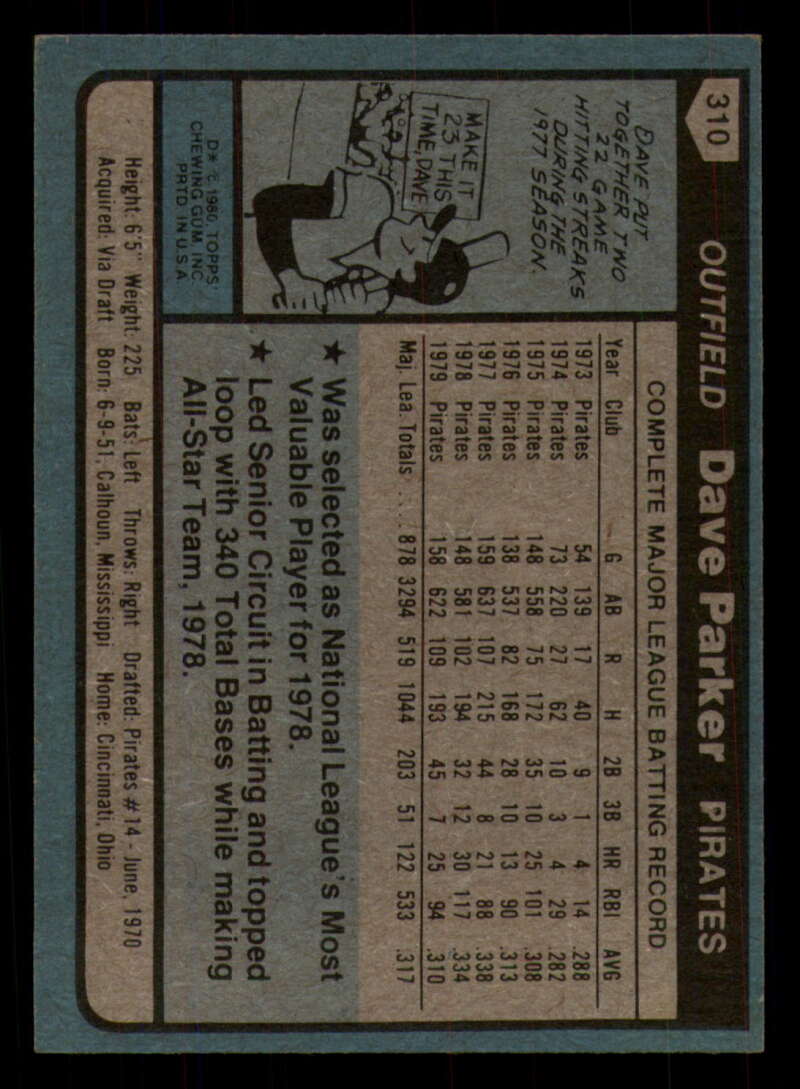 310
OUTFIELD Dave Parker PIRATES
DAVE PUT
TOGETHER TWO
22 GAME
HITTING STREAKS
DURING THE
1977 SEASON.
MAKE IT
23 THIS
TIME, DAVE
D* © 1980 TOPPS
CHEWING GUM, INC.
PRTD. IN U.S.A.
COMPLETE MAJOR LEAGUE BATTING RECORD
Year Club G AB R H 2B 3B HR RBI AVG
1973 Pirates 54 139 17 40 9 1 4 14 .288
1974 Pirates 73 220 27 62 10 3 4 29 .282
1975 Pirates 148 558 75 172 35 10 25 101 .308
1976 Pirates 138 537 82 168 28 10 13 90 .313
1977 Pirates 159 637 107 215 44 8 21 88 .338
1978 Pirates 148 581 102 194 32 12 30 117 .334
1979 Pirates 158 622 109 193 45 7 25 94 .310
Maj. Lea. Totals .... 878 3294 519 1044 203 51 122 533 .317
★ Was selected as National League's Most
Valuable Player for 1978.
★ Led Senior Circuit in Batting and topped
loop with 340 Total Bases while making
All-Star Team, 1978.
Height: 6'5" Weight: 225 Bats: Left Throws: Right Drafted: Pirates #14 - June, 1970
Acquired: Via Draft Born: 6-9-51, Calhoun, Mississippi Home: Cincinnati, Ohio